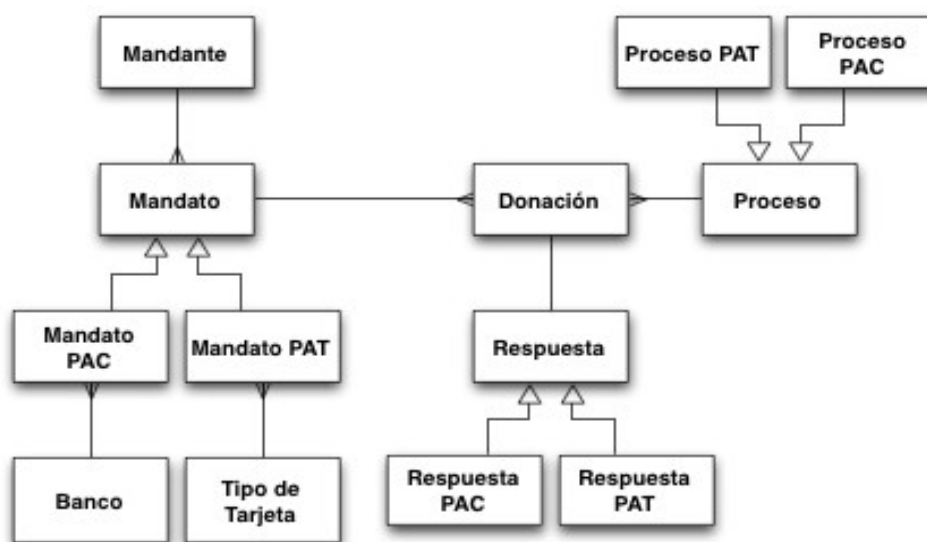 Mandante
Proceso PAT
Proceso
PAC
Mandato
Donación
Proceso
Mandato
PAC
Mandato PAT
Respuesta
Banco
Tipo de
Tarjeta
Respuesta
PAC
Respuesta
PAT